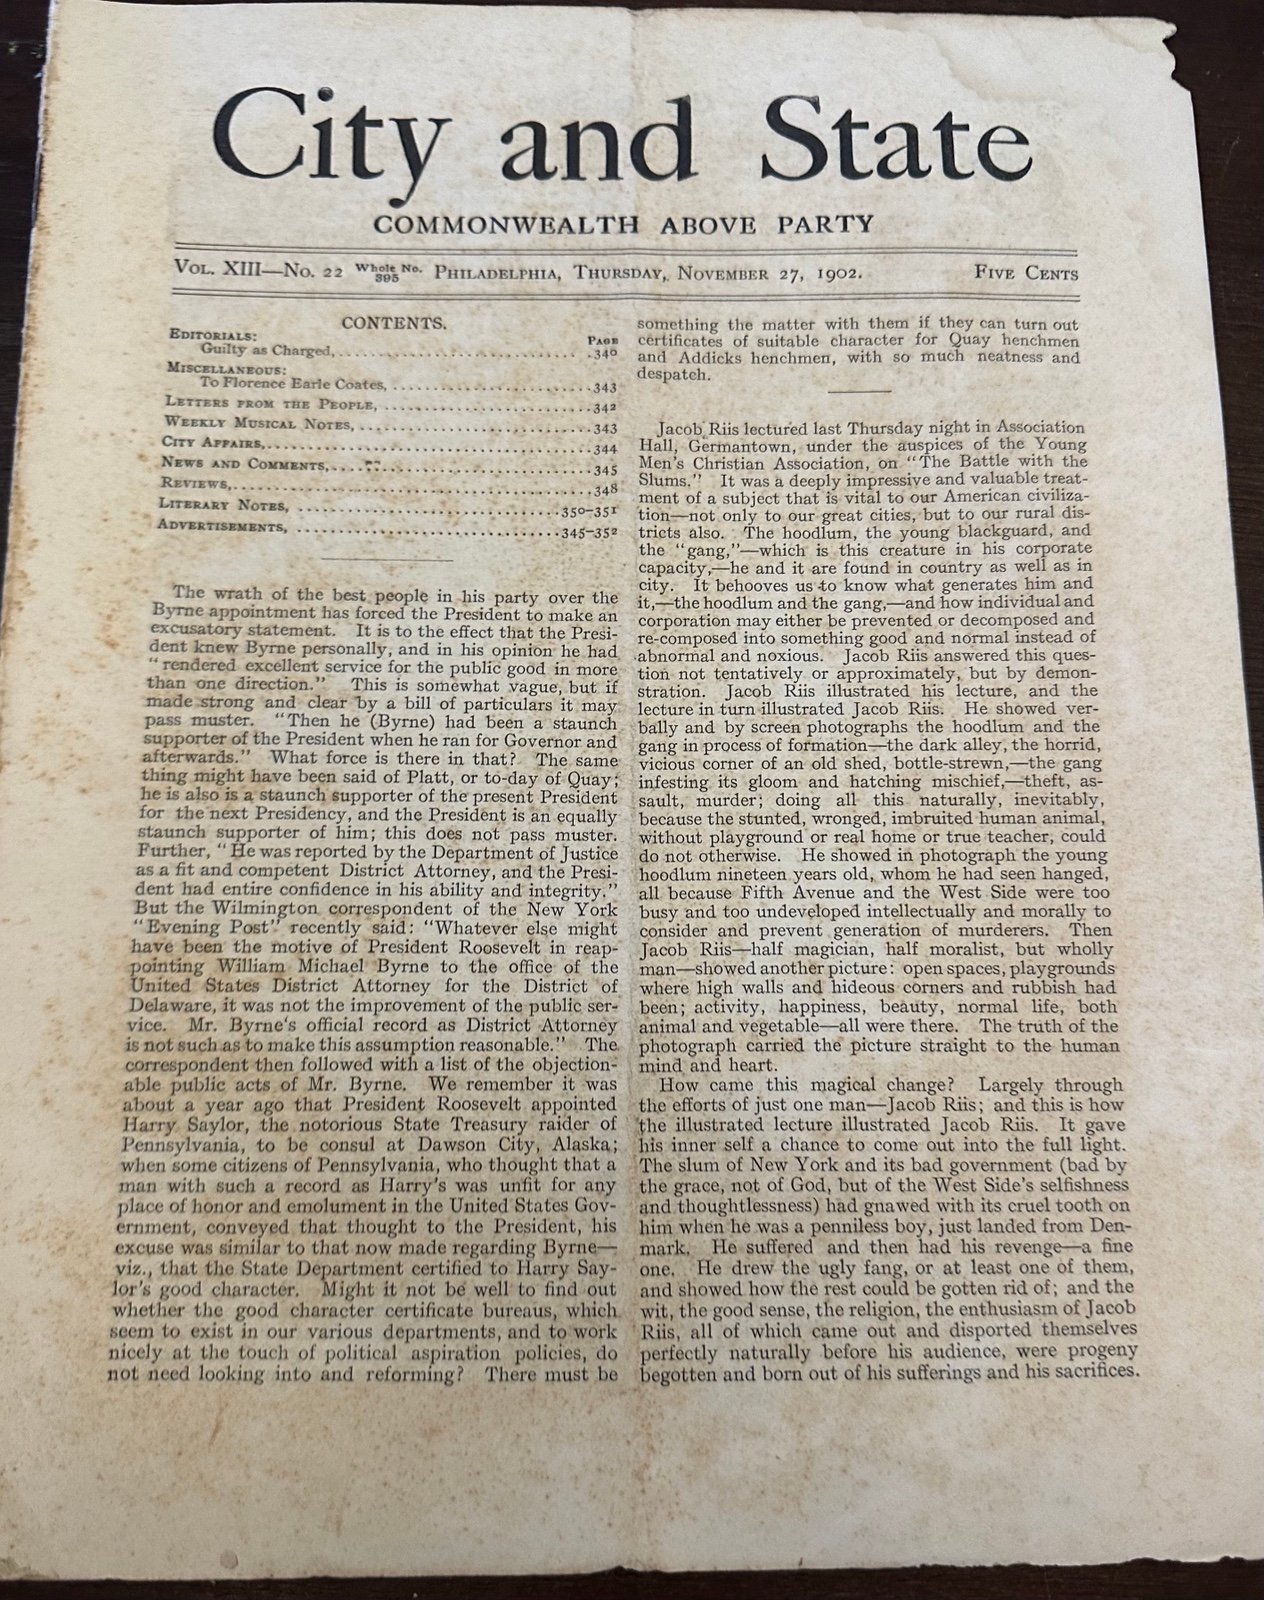 City and State
COMMONWEALTH ABOVE PARTY
VOL. XIII—NO. 22 Whole No. 395 PHILADELPHIA, THURSDAY, NOVEMBER 27, 1902. FIVE CENTS
CONTENTS.
EDITORIALS: PAGE
Guilty as Charged, 340
MISCELLANEOUS:
To Florence Earle Coates, 343
LETTERS FROM THE PEOPLE, 342
WEEKLY MUSICAL NOTES, 343
CITY AFFAIRS, 344
NEWS AND COMMENTS, 345
REVIEWS, 348
LITERARY NOTES, 350-351
ADVERTISEMENTS, 345-352
The wrath of the best people in his party over the
Byrne appointment has forced the President to make an
excusatory statement. It is to the effect that the Presi-
dent knew Byrne personally, and in his opinion he had
"rendered excellent service for the public good in more
than one direction." This is somewhat vague, but if
made strong and clear by a bill of particulars it may
pass muster. "Then he (Byrne) had been a staunch
supporter of the President when he ran for Governor and
afterwards." What force is there in that? The same
thing might have been said of Platt, or to-day of Quay;
he is also is a staunch supporter of the present President
for the next Presidency, and the President is an equally
staunch supporter of him; this does not pass muster.
Further, "He was reported by the Department of Justice
as a fit and competent District Attorney, and the Presi-
dent had entire confidence in his ability and integrity."
But the Wilmington correspondent of the New York
"Evening Post" recently said: "Whatever else might
have been the motive of President Roosevelt in reap-
pointing William Michael Byrne to the office of the
United States District Attorney for the District of
Delaware, it was not the improvement of the public ser-
vice. Mr. Byrne's official record as District Attorney
is not such as to make this assumption reasonable." The
correspondent then followed with a list of the objection-
able public acts of Mr. Byrne. We remember it was
about a year ago that President Roosevelt appointed
Harry Saylor, the notorious State Treasury raider of
Pennsylvania, to be consul at Dawson City, Alaska;
when some citizens of Pennsylvania, who thought that a
man with such a record as Harry's was unfit for any
place of honor and emolument in the United States Gov-
ernment, conveyed that thought to the President, his
excuse was similar to that now made regarding Byrne—
viz., that the State Department certified to Harry Say-
lor's good character. Might it not be well to find out
whether the good character certificate bureaus, which
seem to exist in our various departments, and to work
nicely at the touch of political aspiration policies, do
not need looking into and reforming? There must be
something the matter with them if they can turn out
certificates of suitable character for Quay henchmen
and Addicks henchmen, with so much neatness and
despatch.
Jacob Riis lectured last Thursday night in Association
Hall, Germantown, under the auspices of the Young
Men's Christian Association, on "The Battle with the
Slums." It was a deeply impressive and valuable treat-
ment of a subject that is vital to our American civiliza-
tion—not only to our great cities, but to our rural dis-
tricts also. The hoodlum, the young blackguard, and
the "gang,"—which is this creature in his corporate
capacity,—he and it are found in country as well as in
city. It behooves us to know what generates him and
it,—the hoodlum and the gang,—and how individual and
corporation may either be prevented or decomposed and
re-composed into something good and normal instead of
abnormal and noxious. Jacob Riis answered this ques-
tion not tentatively or approximately, but by demon-
stration. Jacob Riis illustrated his lecture, and the
lecture in turn illustrated Jacob Riis. He showed ver-
bally and by screen photographs the hoodlum and the
gang in process of formation—the dark alley, the horrid,
vicious corner of an old shed, bottle-strewn,—the gang
infesting its gloom and hatching mischief,—theft, as-
sault, murder; doing all this naturally, inevitably,
because the stunted, wronged, imbruited human animal,
without playground or real home or true teacher, could
do not otherwise. He showed in photograph the young
hoodlum nineteen years old, whom he had seen hanged,
all because Fifth Avenue and the West Side were too
busy and too undeveloped intellectually and morally to
consider and prevent generation of murderers. Then
Jacob Riis—half magician, half moralist, but wholly
man—showed another picture: open spaces, playgrounds
where high walls and hideous corners and rubbish had
been; activity, happiness, beauty, normal life, both
animal and vegetable—all were there. The truth of the
photograph carried the picture straight to the human
mind and heart.
How came this magical change? Largely through
the efforts of just one man—Jacob Riis; and this is how
the illustrated lecture illustrated Jacob Riis. It gave
his inner self a chance to come out into the full light.
The slum of New York and its bad government (bad by
the grace, not of God, but of the West Side's selfishness
and thoughtlessness) had gnawed with its cruel tooth on
him when he was a penniless boy, just landed from Den-
mark. He suffered and then had his revenge—a fine
one. He drew the ugly fang, or at least one of them,
and showed how the rest could be gotten rid of; and the
wit, the good sense, the religion, the enthusiasm of Jacob
Riis, all of which came out and disported themselves
perfectly naturally before his audience, were progeny
begotten and born out of his sufferings and his sacrifices.